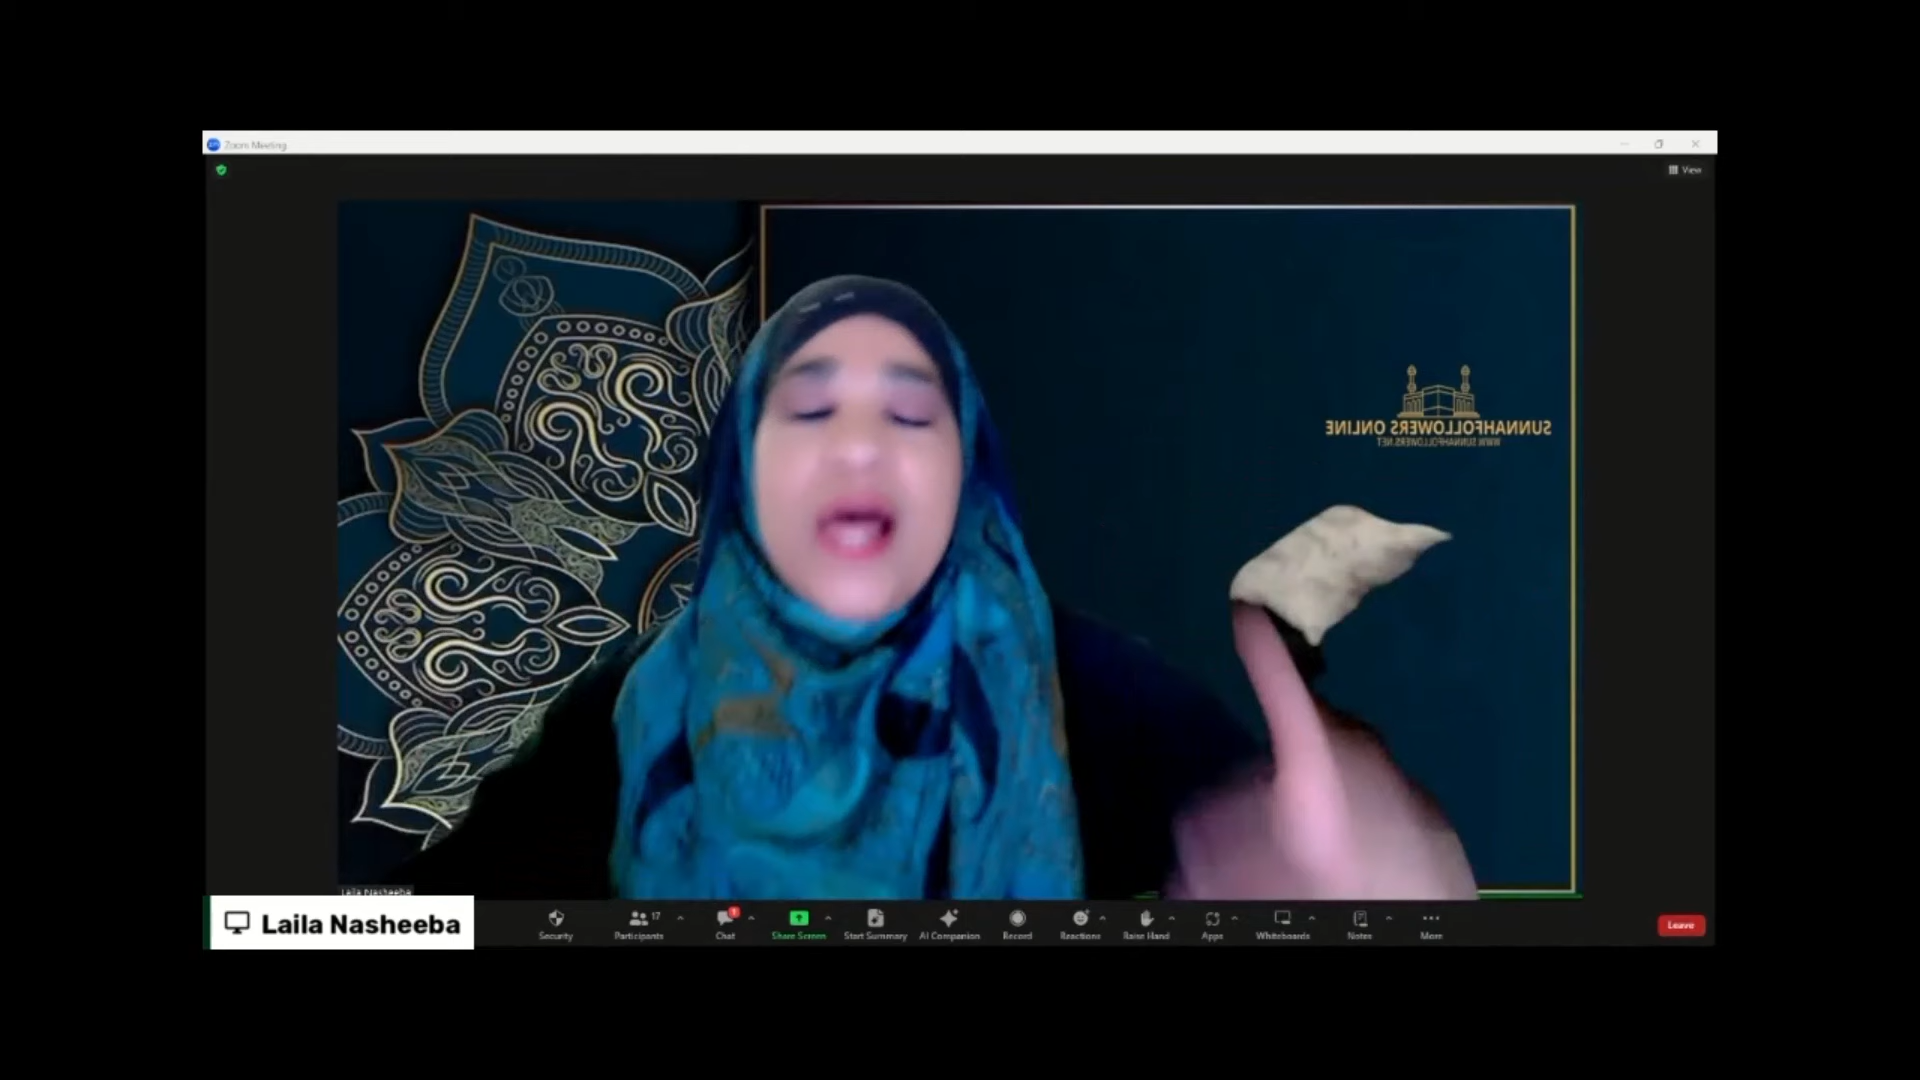 Zoom Meeting
View
SUNNAHFOLLOWERS ONLINE
WWW.SUNNAHFOLLOWERS.NET
Laila Nasheeba
Laila Nasheeba
Security
Participants
17
Chat
1
Share Screen
Start Summary
AI Companion
Record
Reactions
Raise Hand
Apps
Whiteboards
Notes
More
Leave